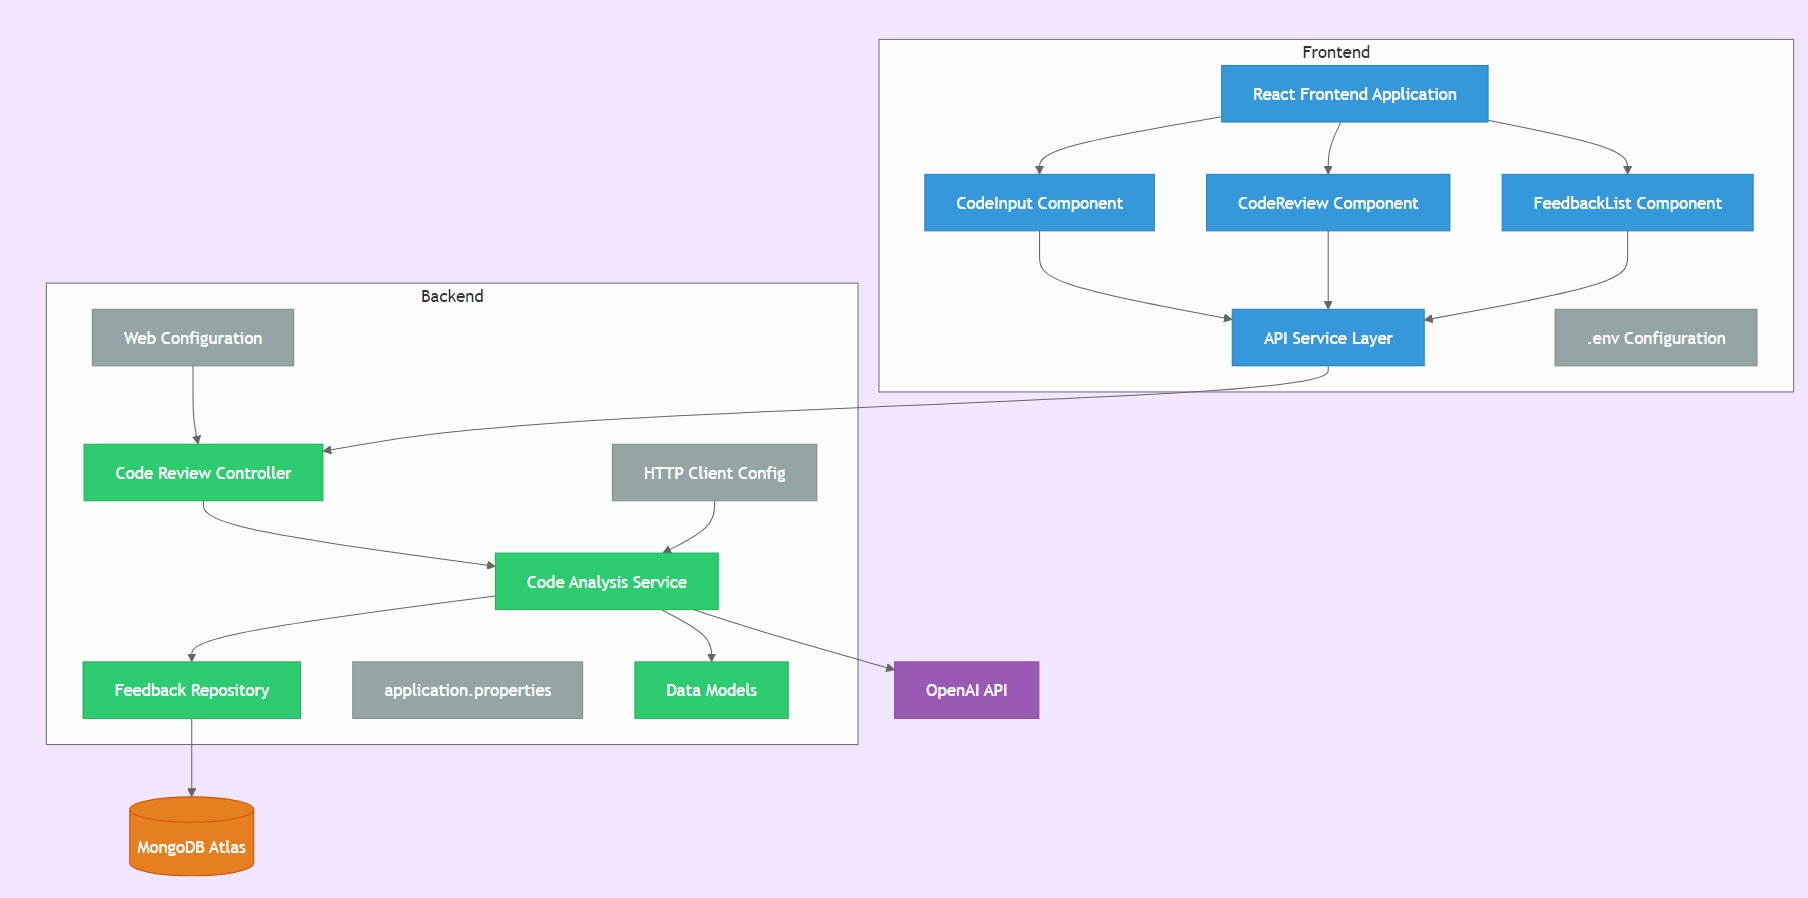 Frontend
React Frontend Application
CodeInput Component
CodeReview Component
FeedbackList Component
API Service Layer
.env Configuration
Backend
Web Configuration
Code Review Controller
HTTP Client Config
Code Analysis Service
Feedback Repository
application.properties
Data Models
OpenAI API
MongoDB Atlas